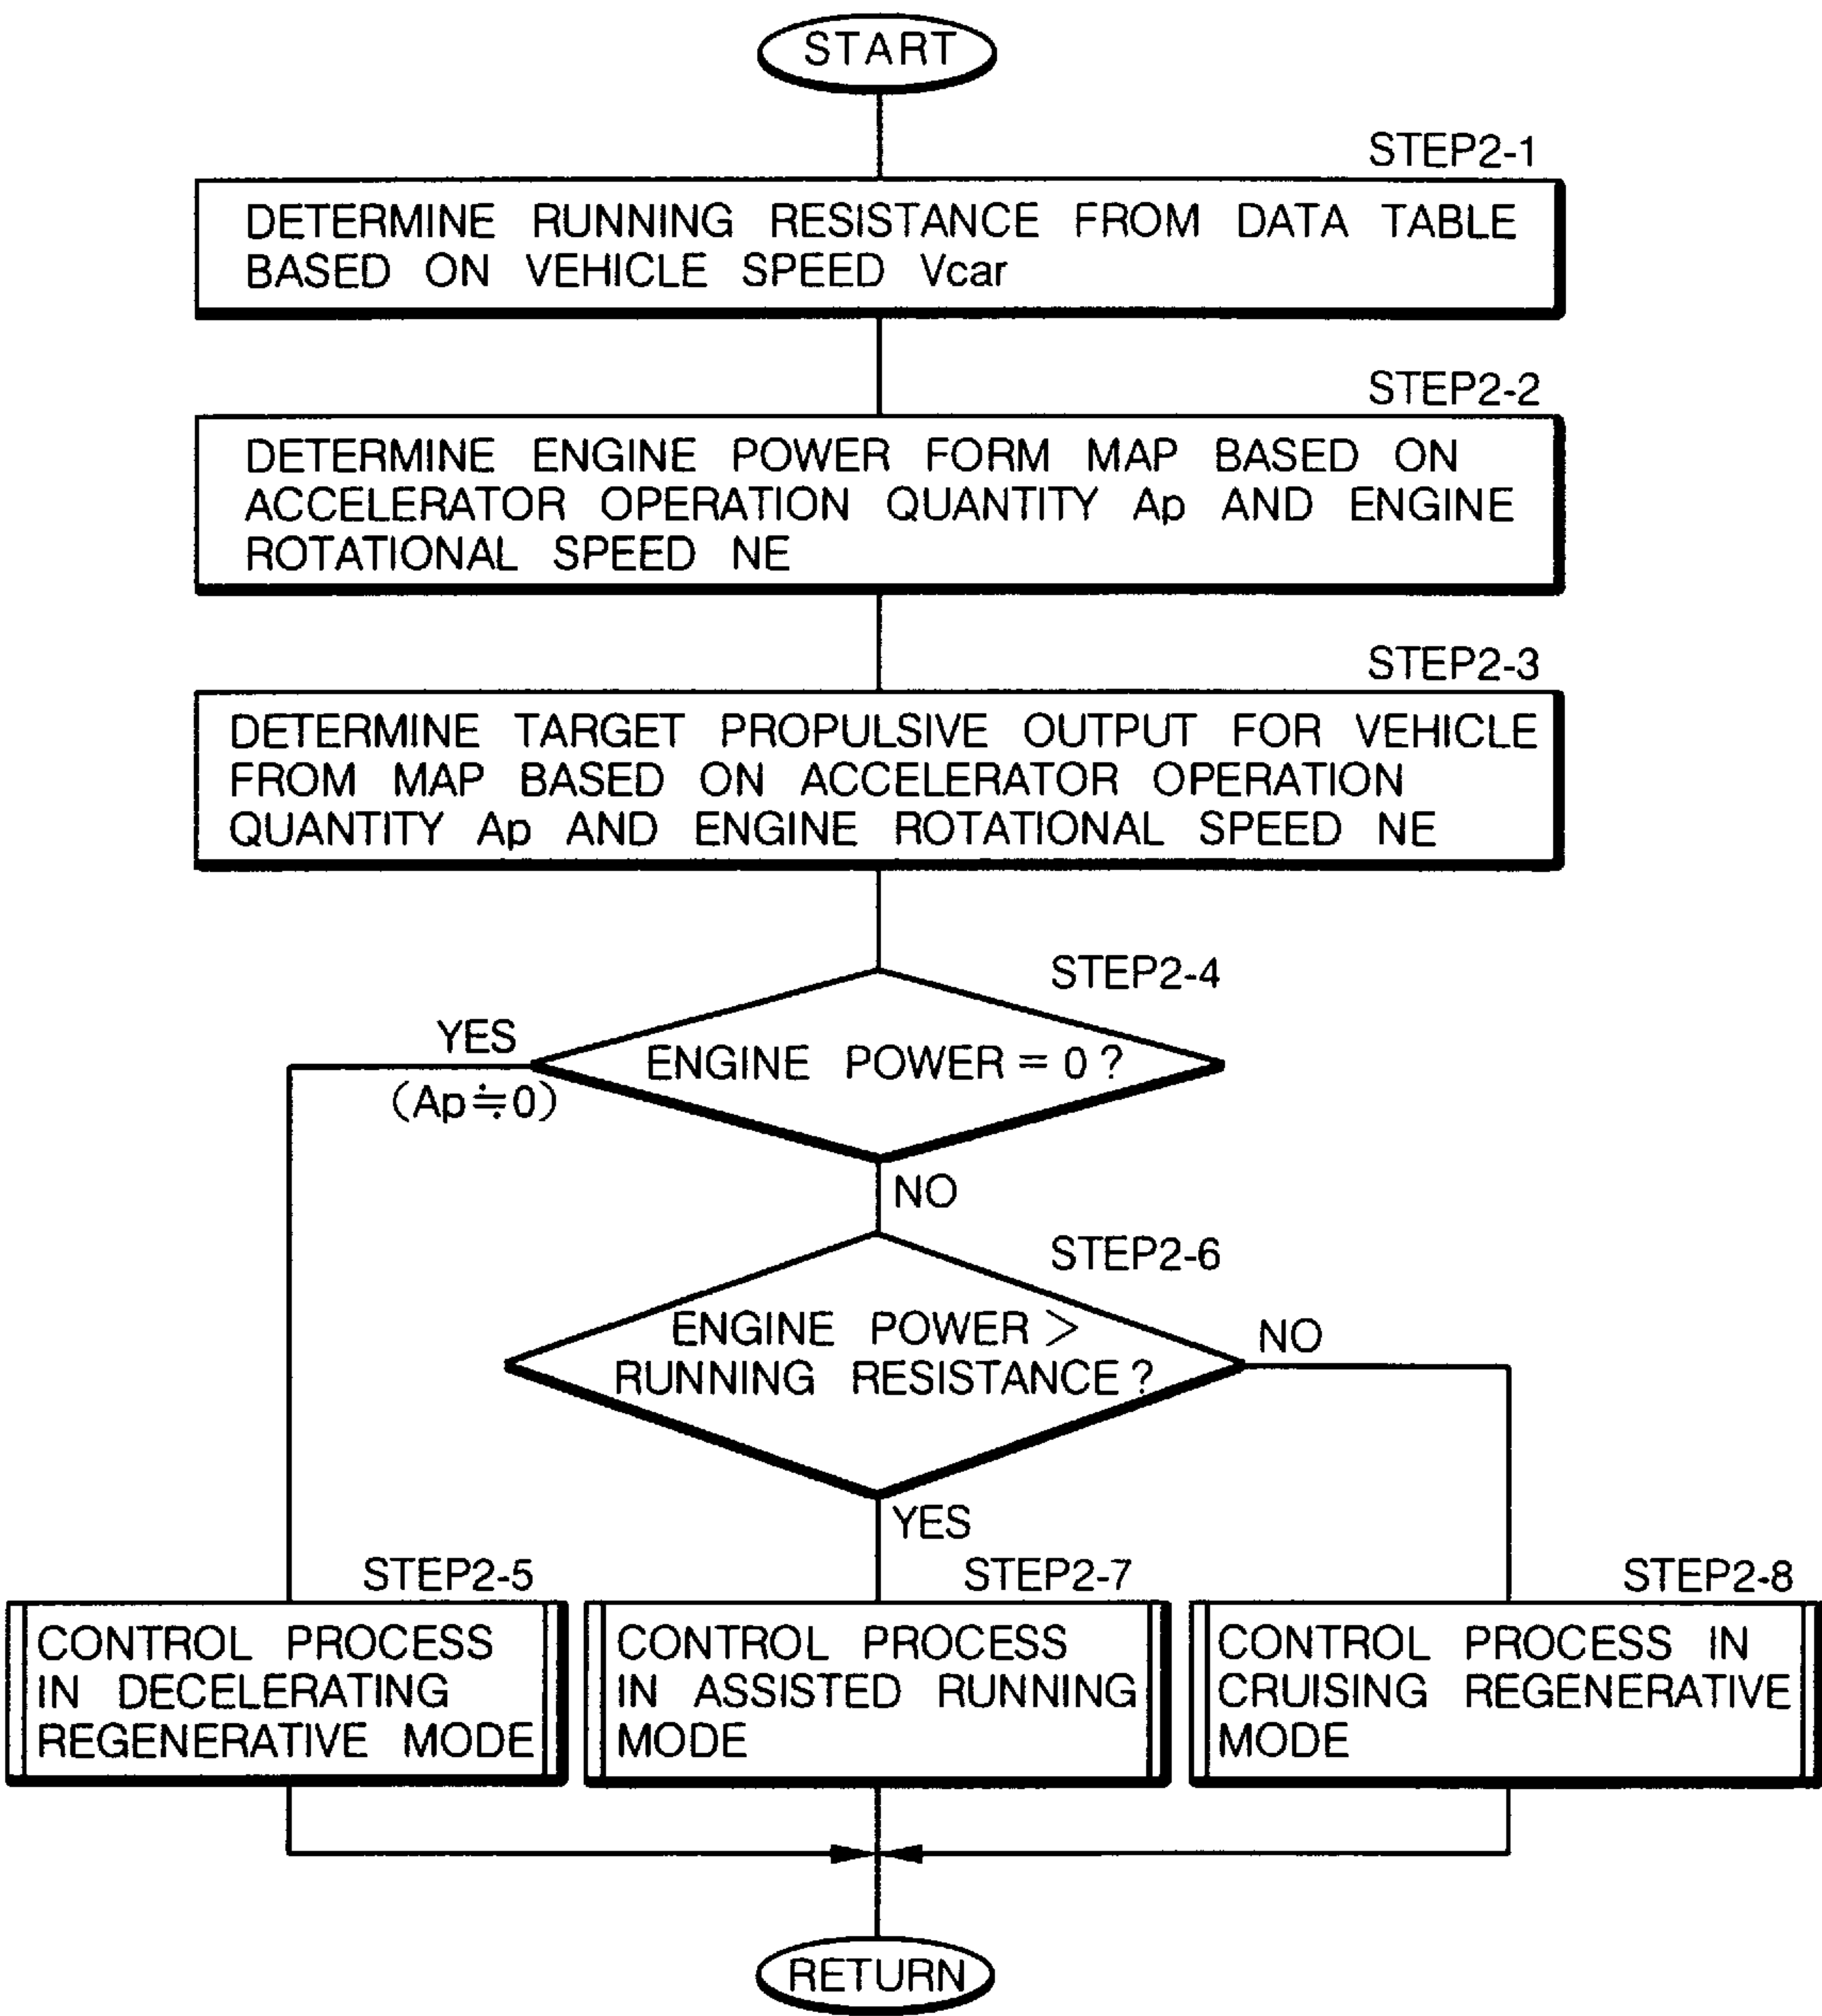 START
STEP2-1
DETERMINE RUNNING RESISTANCE FROM DATA TABLE
BASED ON VEHICLE SPEED Vcar
STEP2-2
DETERMINE ENGINE POWER FORM MAP BASED ON
ACCELERATOR OPERATION QUANTITY Ap AND ENGINE
ROTATIONAL SPEED NE
STEP2-3
DETERMINE TARGET PROPULSIVE OUTPUT FOR VEHICLE
FROM MAP BASED ON ACCELERATOR OPERATION
QUANTITY Ap AND ENGINE ROTATIONAL SPEED NE
STEP2-4
ENGINE POWER = 0 ?
YES
(Ap≒0)
NO
STEP2-6
ENGINE POWER >
RUNNING RESISTANCE ?
NO
YES
STEP2-5
CONTROL PROCESS
IN DECELERATING
REGENERATIVE MODE
STEP2-7
CONTROL PROCESS
IN ASSISTED RUNNING
MODE
STEP2-8
CONTROL PROCESS IN
CRUISING REGENERATIVE
MODE
RETURN